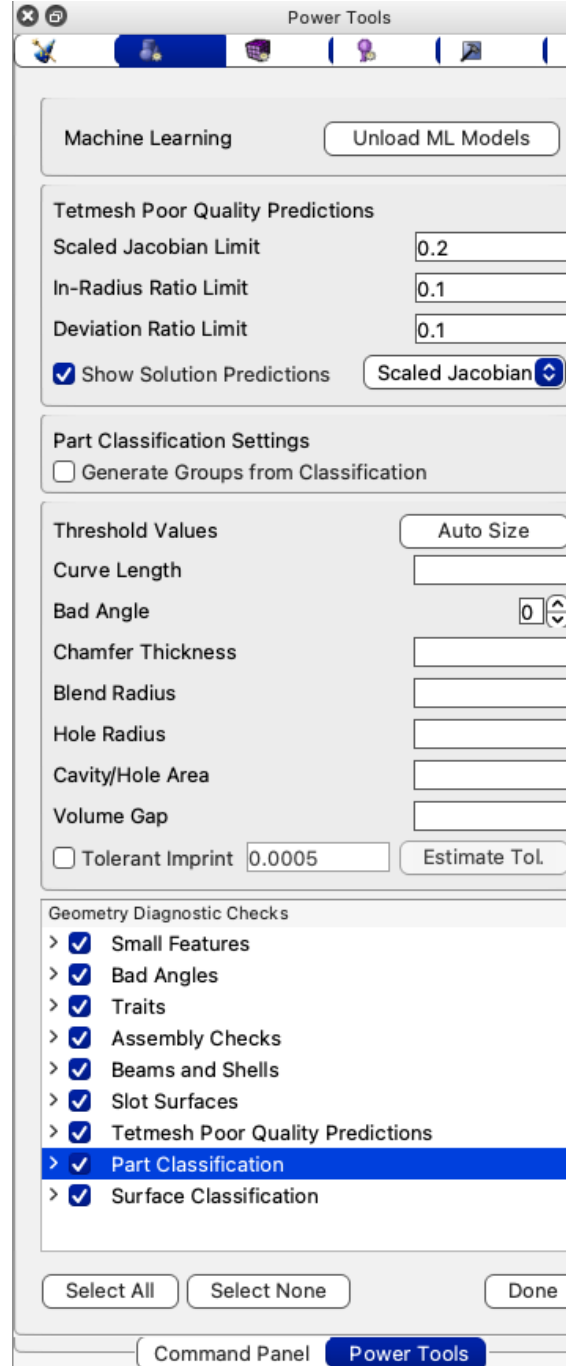 Power Tools
Machine Learning Unload ML Models
Tetmesh Poor Quality Predictions
Scaled Jacobian Limit 0.2
In-Radius Ratio Limit 0.1
Deviation Ratio Limit 0.1
Show Solution Predictions Scaled Jacobian
Part Classification Settings
Generate Groups from Classification
Threshold Values Auto Size
Curve Length
Bad Angle 0
Chamfer Thickness
Blend Radius
Hole Radius
Cavity/Hole Area
Volume Gap
Tolerant Imprint 0.0005 Estimate Tol.
Geometry Diagnostic Checks
Small Features
Bad Angles
Traits
Assembly Checks
Beams and Shells
Slot Surfaces
Tetmesh Poor Quality Predictions
Part Classification
Surface Classification
Select All Select None Done
Command Panel Power Tools